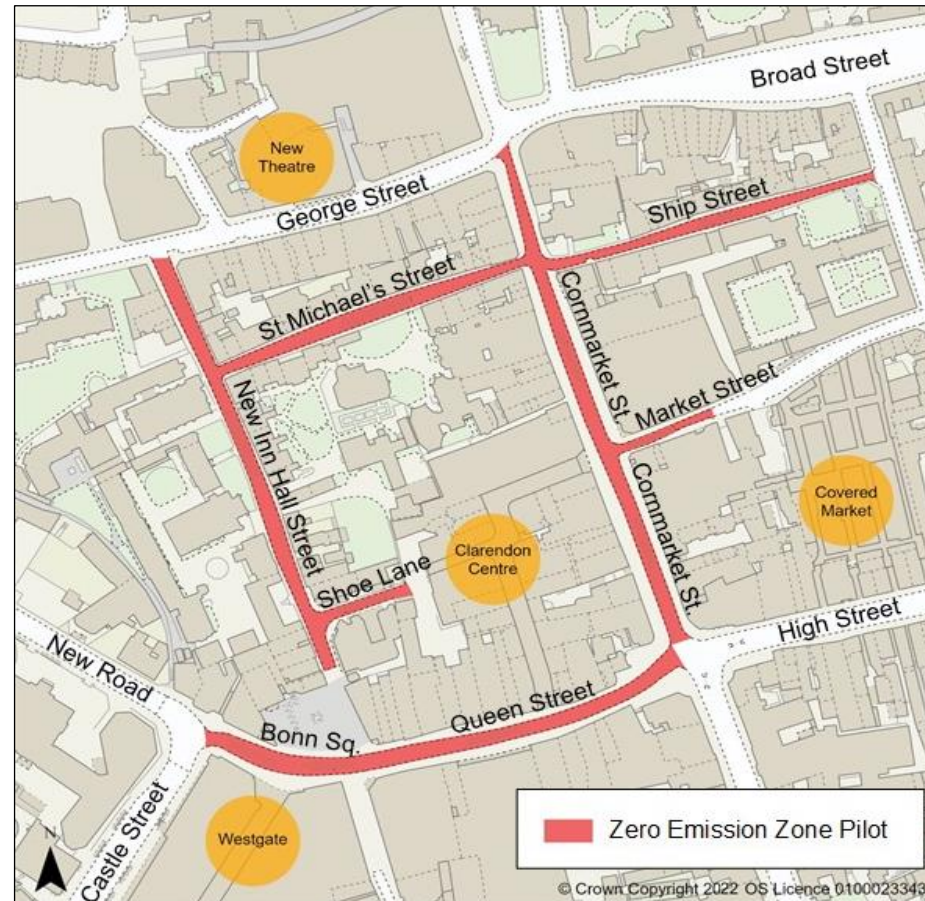 Broad Street
New
Theatre
George Street
Ship Street
St Michael's Street
Cornmarket St.
Market Street
New Inn Hall Street
Covered
Market
Cornmarket St.
Clarendon
Centre
Shoe Lane
High Street
New Road
Queen Street
Bonn Sq.
Westgate
Castle Street
N
Zero Emission Zone Pilot
© Crown Copyright 2022 OS Licence 0100023343